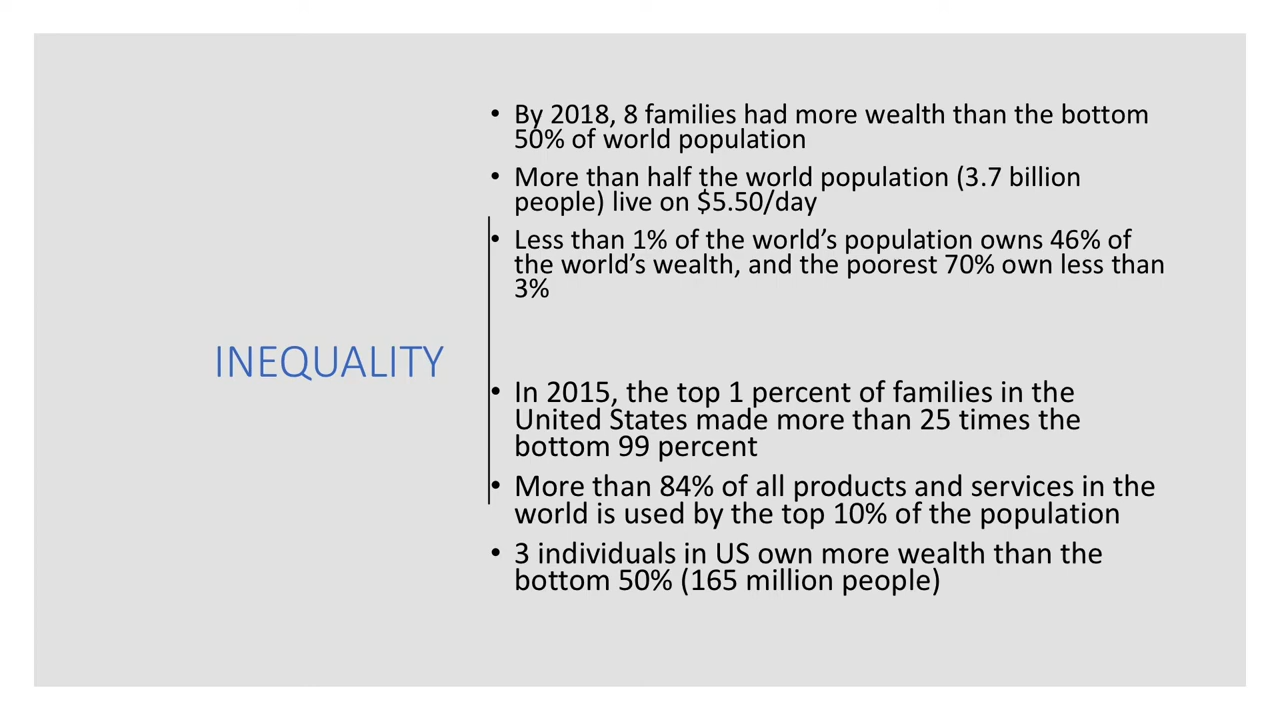 INEQUALITY
• By 2018, 8 families had more wealth than the bottom
50% of world population
• More than half the world population (3.7 billion
people) live on $5.50/day
• Less than 1% of the world’s population owns 46% of
the world’s wealth, and the poorest 70% own less than
3%
• In 2015, the top 1 percent of families in the
United States made more than 25 times the
bottom 99 percent
• More than 84% of all products and services in the
world is used by the top 10% of the population
• 3 individuals in US own more wealth than the
bottom 50% (165 million people)